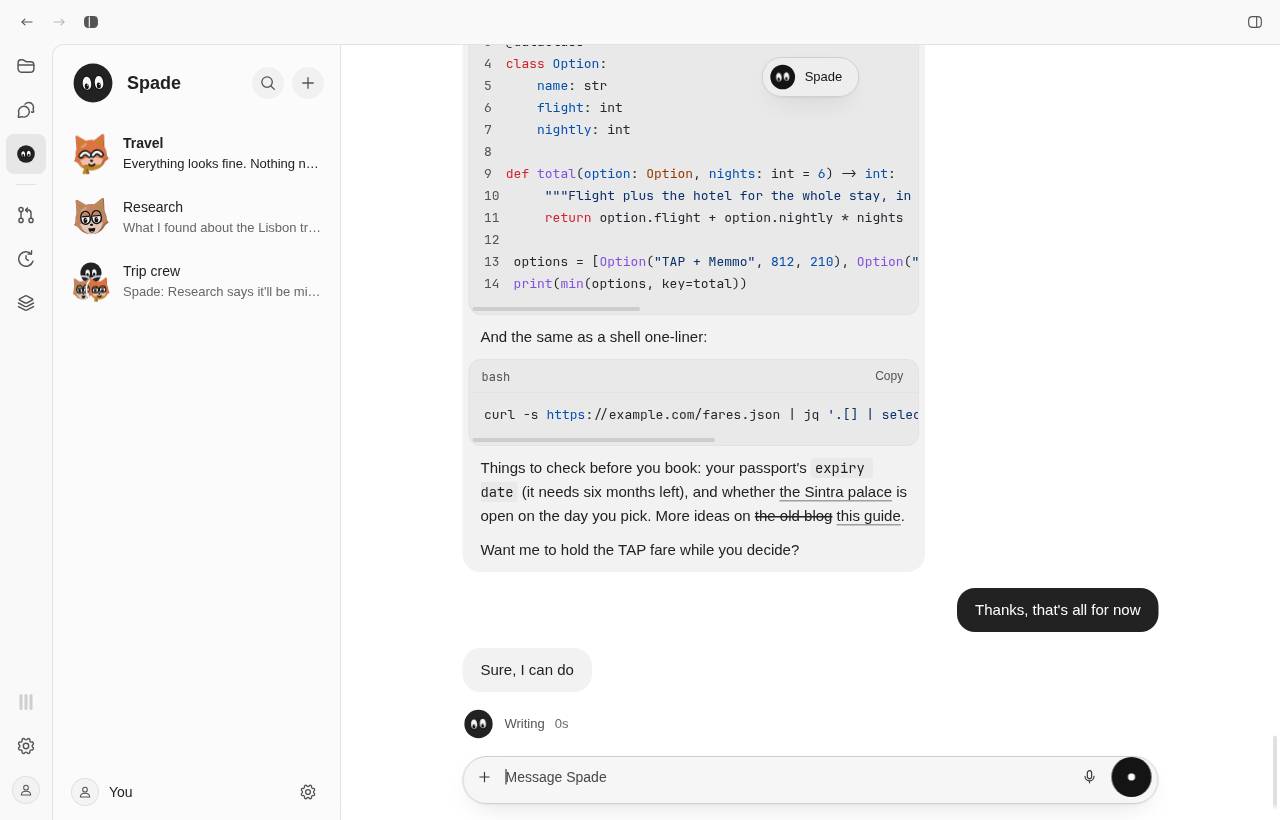 Spade
Travel
Everything looks fine. Nothing n…
Research
What I found about the Lisbon tr…
Trip crew
Spade: Research says it'll be mi…
You
Spade
4 class Option:
5 name: str
6 flight: int
7 nightly: int
8
9 def total(option: Option, nights: int = 6) -> int:
10 """Flight plus the hotel for the whole stay, in
11 return option.flight + option.nightly * nights
12
13 options = [Option("TAP + Memmo", 812, 210), Option("
14 print(min(options, key=total))
And the same as a shell one-liner:
bash
Copy
curl -s https://example.com/fares.json | jq '.[] | selec
Things to check before you book: your passport's expiry
date (it needs six months left), and whether the Sintra palace is
open on the day you pick. More ideas on the old blog this guide.
Want me to hold the TAP fare while you decide?
Thanks, that's all for now
Sure, I can do
Writing 0s
Message Spade